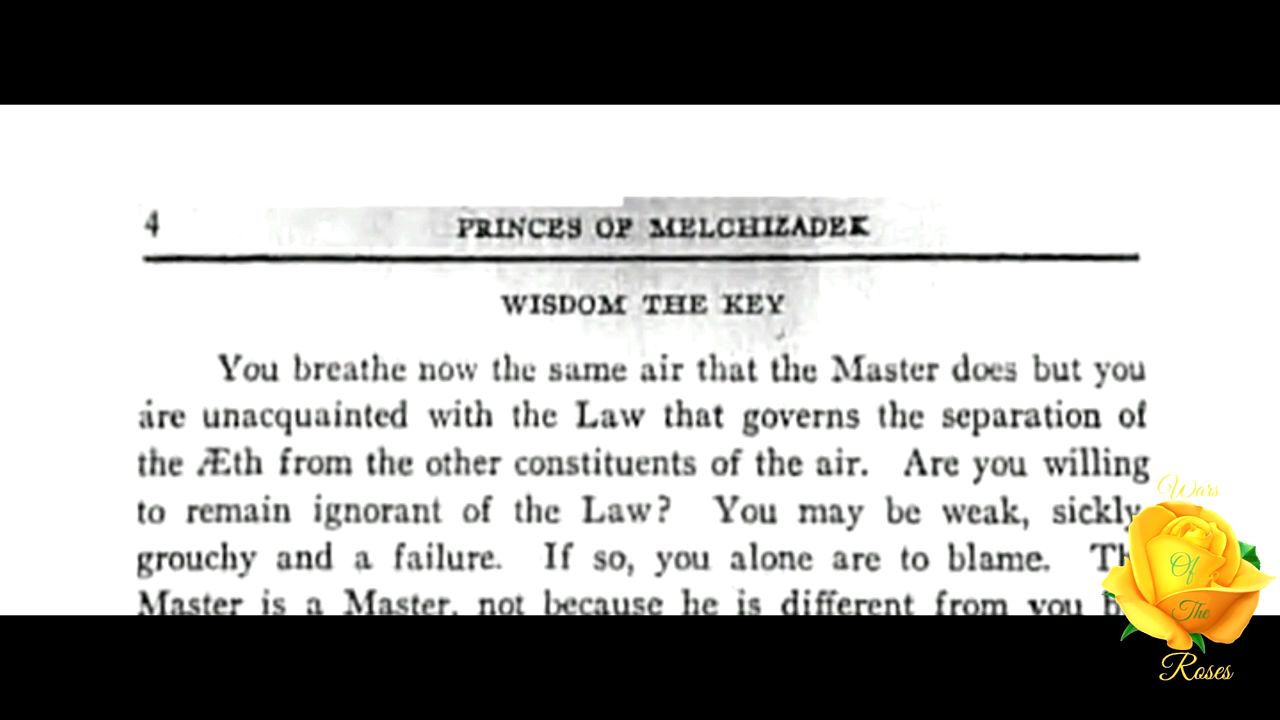 4 PRINCES OF MELCHIZADEK
WISDOM THE KEY
You breathe now the same air that the Master does but you
are unacquainted with the Law that governs the separation of
the Æth from the other constituents of the air. Are you willing
to remain ignorant of the Law? You may be weak, sickly,
grouchy and a failure. If so, you alone are to blame.
Master is a Master, not because he is different from you
Wars
Of
The
Roses